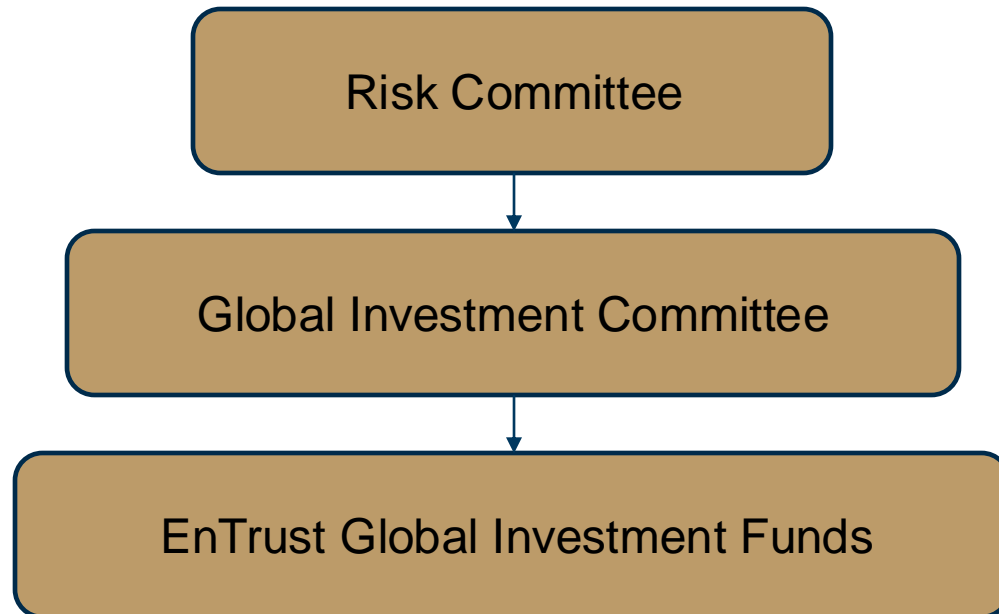 Risk Committee
Global Investment Committee
EnTrust Global Investment Funds